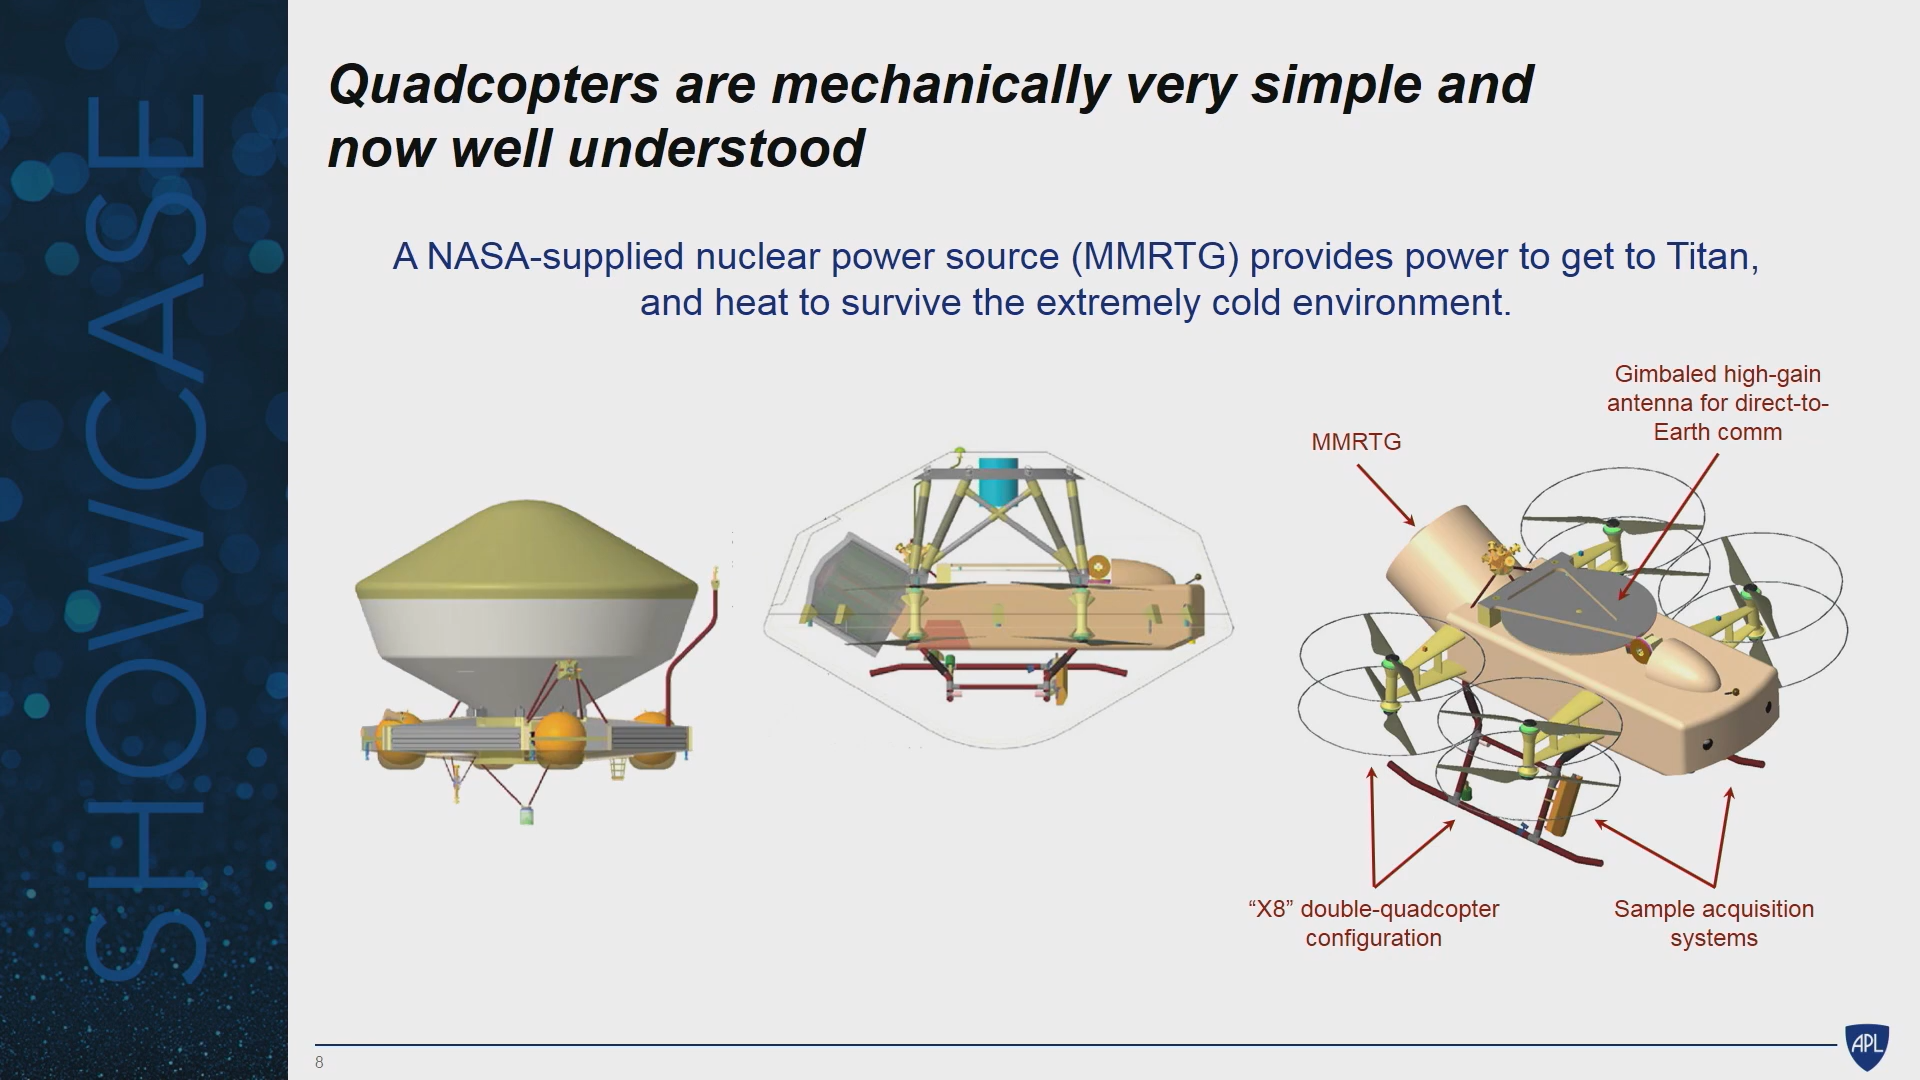 SHOWCASE
Quadcopters are mechanically very simple and
now well understood
A NASA-supplied nuclear power source (MMRTG) provides power to get to Titan,
and heat to survive the extremely cold environment.
Gimbaled high-gain
antenna for direct-to-
Earth comm
MMRTG
“X8” double-quadcopter
configuration
Sample acquisition
systems
8
APL